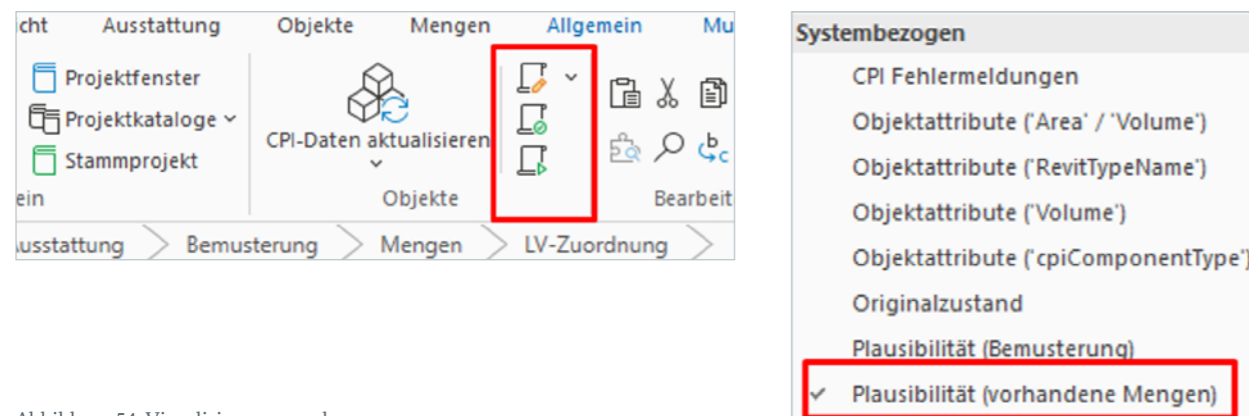 Ausstattung Objekte Mengen Allgemein Mu
Projektfenster
Projektkataloge
Stammprojekt
CPI-Daten aktualisieren
ein Objekte Bearbeit
usstattung Bemusterung Mengen LV-Zuordnung
Systembezogen
CPI Fehlermeldungen
Objektattribute ('Area' / 'Volume')
Objektattribute ('RevitTypeName')
Objektattribute ('Volume')
Objektattribute ('cpiComponentType')
Originalzustand
Plausibilität (Bemusterung)
Plausibilität (vorhandene Mengen)